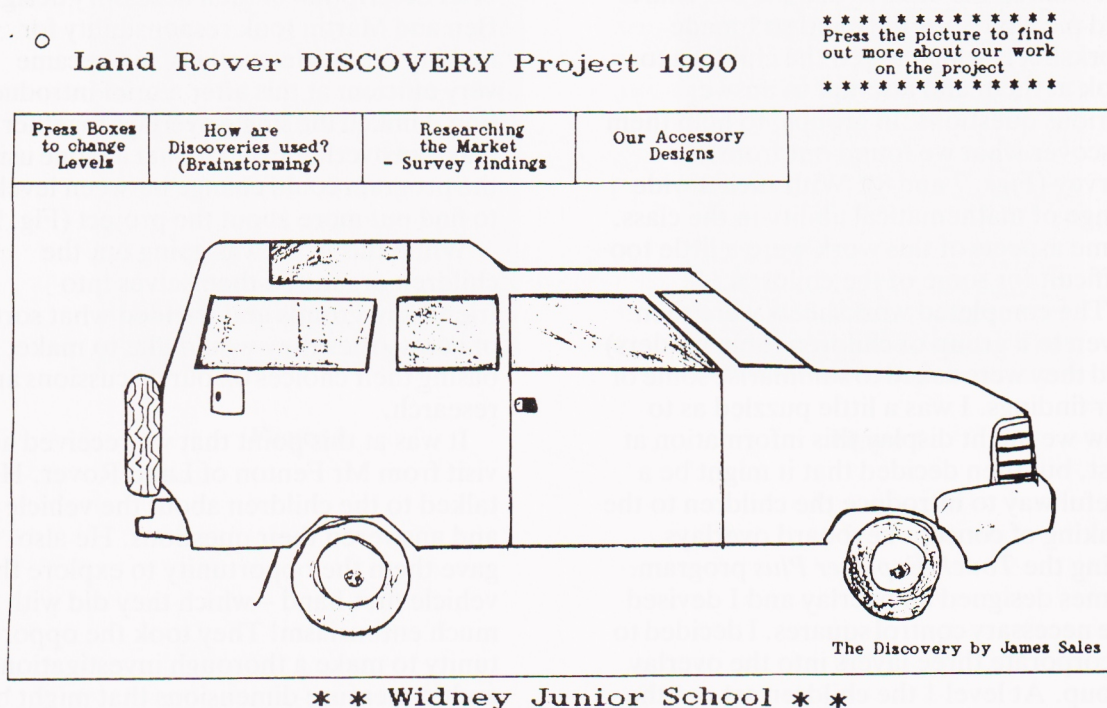 * * * * * * * * * * * * *
Press the picture to find
out more about our work
on the project
* * * * * * * * * * * * *
Land Rover DISCOVERY Project 1990
Press Boxes
to change
Levels
How are
Discoveries used?
(Brainstorming)
Researching
the Market
- Survey findings
Our Accessory
Designs
The Discovery by James Sales
* * Widney Junior School * *